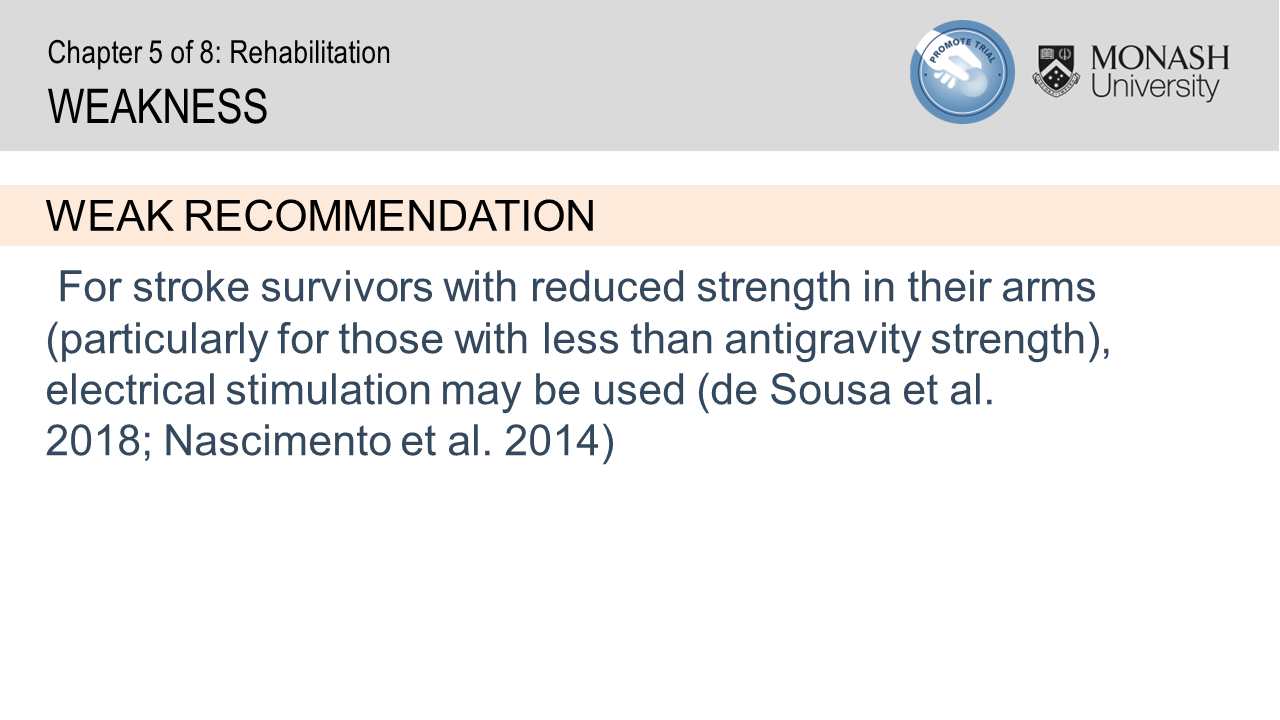 Chapter 5 of 8: Rehabilitation
WEAKNESS
PROMOTE TRIAL
MONASH
University
WEAK RECOMMENDATION
For stroke survivors with reduced strength in their arms
(particularly for those with less than antigravity strength),
electrical stimulation may be used (de Sousa et al.
2018; Nascimento et al. 2014)